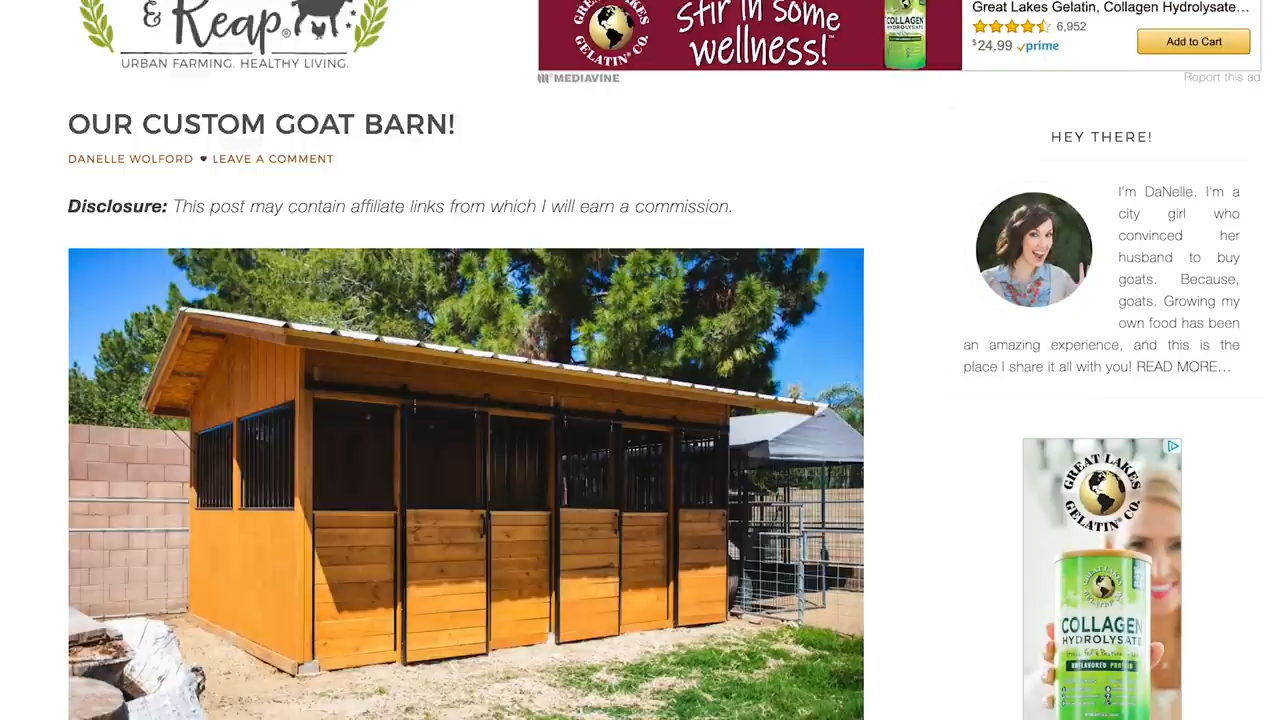 & Reap®
URBAN FARMING. HEALTHY LIVING.
GREAT LAKES
GELATIN CO.
stir in some
wellness!™
COLLAGEN
HYDROLYSATE
Great Lakes Gelatin, Collagen Hydrolysate...
6,952
$24.99 prime
Add to Cart
MEDIAVINE
Report this ad
OUR CUSTOM GOAT BARN!
DANELLE WOLFORD ♥ LEAVE A COMMENT
Disclosure: This post may contain affiliate links from which I will earn a commission.
HEY THERE!
I'm DaNelle. I'm a
city girl who
convinced her
husband to buy
goats. Because,
goats. Growing my
own food has been
an amazing experience, and this is the
place I share it all with you! READ MORE...
GREAT LAKES
GELATIN® CO.
COLLAGEN
HYDROLYSATE
UNFLAVORED PROTEIN